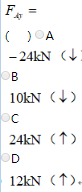 F_Ay =
( ) A
−24kN (↓)
B
10kN (↓)
C
24kN (↑)
D
12kN (↑).